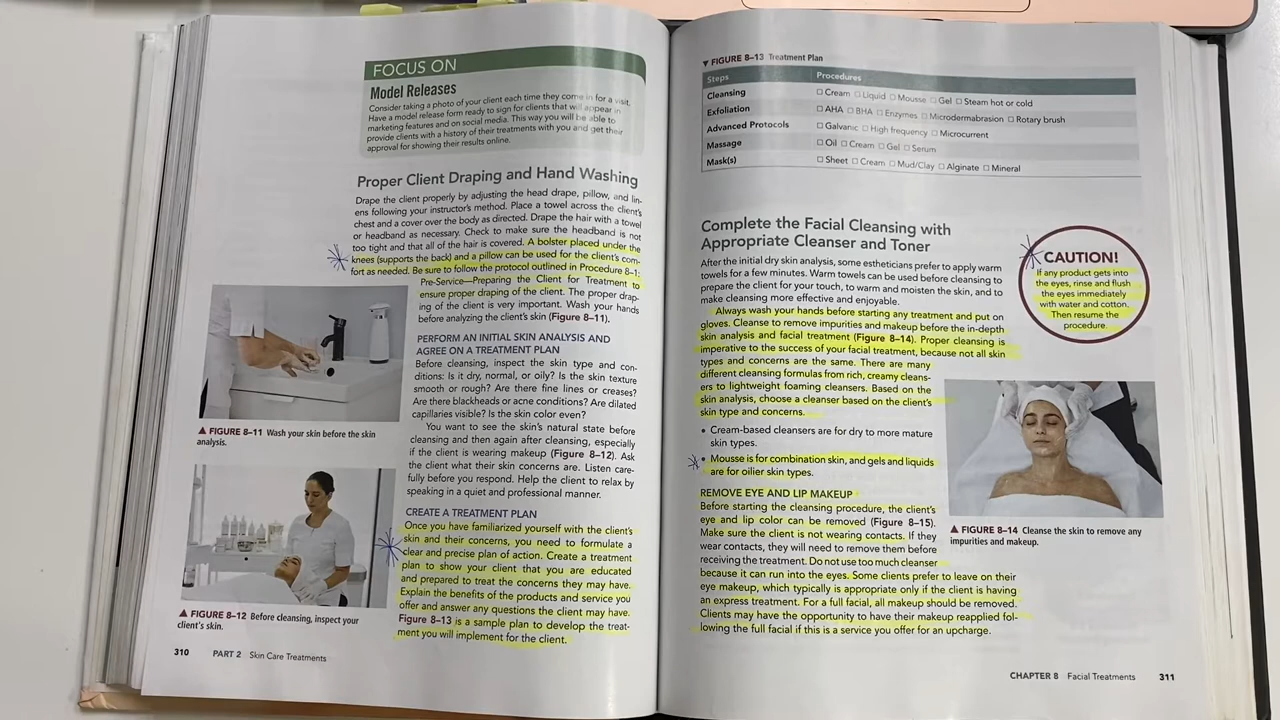 FOCUS ON
Model Releases
Consider taking a photo of your client each time they come in for a visit.
Have a model release form ready to sign for clients that will appear in
marketing features and on social media. This way you will be able to
provide clients with a history of their treatments with you and get their
approval for showing their results online.
Proper Client Draping and Hand Washing
Drape the client properly by adjusting the head drape, pillow, and lin-
ens following your instructor's method. Place a towel across the client's
chest and a cover over the body as directed. Drape the hair with a towel
or headband as necessary. Check to make sure the headband is not
too tight and that all of the hair is covered. A bolster placed under the
knees (supports the back) and a pillow can be used for the client's com-
fort as needed. Be sure to follow the protocol outlined in Procedure 8–1:
Pre-Service—Preparing the Client for Treatment to
ensure proper draping of the client. The proper drap-
ing of the client is very important. Wash your hands
before analyzing the client's skin (Figure 8–11).
▲ FIGURE 8–11 Wash your skin before the skin
analysis.
PERFORM AN INITIAL SKIN ANALYSIS AND
AGREE ON A TREATMENT PLAN
Before cleansing, inspect the skin type and con-
ditions: Is it dry, normal, or oily? Is the skin texture
smooth or rough? Are there fine lines or creases?
Are there blackheads or acne conditions? Are dilated
capillaries visible? Is the skin color even?
You want to see the skin's natural state before
cleansing and then again after cleansing, especially
if the client is wearing makeup (Figure 8–12). Ask
the client what their skin concerns are. Listen care-
fully before you respond. Help the client to relax by
speaking in a quiet and professional manner.
▲ FIGURE 8–12 Before cleansing, inspect your
client's skin.
CREATE A TREATMENT PLAN
Once you have familiarized yourself with the client's
skin and their concerns, you need to formulate a
clear and precise plan of action. Create a treatment
plan to show your client that you are educated
and prepared to treat the concerns they may have.
Explain the benefits of the products and service you
offer and answer any questions the client may have.
Figure 8–13 is a sample plan to develop the treat-
ment you will implement for the client.
310 PART 2 Skin Care Treatments
▼ FIGURE 8–13 Treatment Plan
Steps Procedures
Cleansing □ Cream □ Liquid □ Mousse □ Gel □ Steam hot or cold
Exfoliation □ AHA □ BHA □ Enzymes □ Microdermabrasion □ Rotary brush
Advanced Protocols □ Galvanic □ High frequency □ Microcurrent
Massage □ Oil □ Cream □ Gel □ Serum
Mask(s) □ Sheet □ Cream □ Mud/Clay □ Alginate □ Mineral
Complete the Facial Cleansing with
Appropriate Cleanser and Toner
After the initial dry skin analysis, some estheticians prefer to apply warm
towels for a few minutes. Warm towels can be used before cleansing to
prepare the client for your touch, to warm and moisten the skin, and to
make cleansing more effective and enjoyable.
Always wash your hands before starting any treatment and put on
gloves. Cleanse to remove impurities and makeup before the in-depth
skin analysis and facial treatment (Figure 8–14). Proper cleansing is
imperative to the success of your facial treatment, because not all skin
types and concerns are the same. There are many
different cleansing formulas from rich, creamy cleans-
ers to lightweight foaming cleansers. Based on the
skin analysis, choose a cleanser based on the client's
skin type and concerns.
• Cream-based cleansers are for dry to more mature
skin types.
• Mousse is for combination skin, and gels and liquids
are for oilier skin types.
CAUTION!
If any product gets into
the eyes, rinse and flush
the eyes immediately
with water and cotton.
Then resume the
procedure.
▲ FIGURE 8–14 Cleanse the skin to remove any
impurities and makeup.
REMOVE EYE AND LIP MAKEUP
Before starting the cleansing procedure, the client's
eye and lip color can be removed (Figure 8–15).
Make sure the client is not wearing contacts. If they
wear contacts, they will need to remove them before
receiving the treatment. Do not use too much cleanser
because it can run into the eyes. Some clients prefer to leave on their
eye makeup, which typically is appropriate only if the client is having
an express treatment. For a full facial, all makeup should be removed.
Clients may have the opportunity to have their makeup reapplied fol-
lowing the full facial if this is a service you offer for an upcharge.
CHAPTER 8 Facial Treatments 311